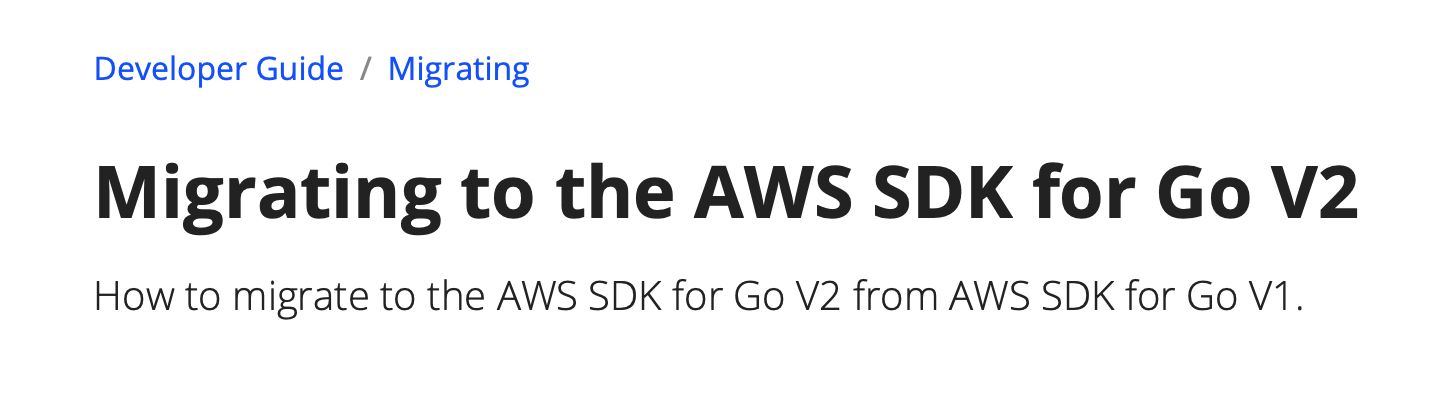 Developer Guide / Migrating
Migrating to the AWS SDK for Go V2
How to migrate to the AWS SDK for Go V2 from AWS SDK for Go V1.